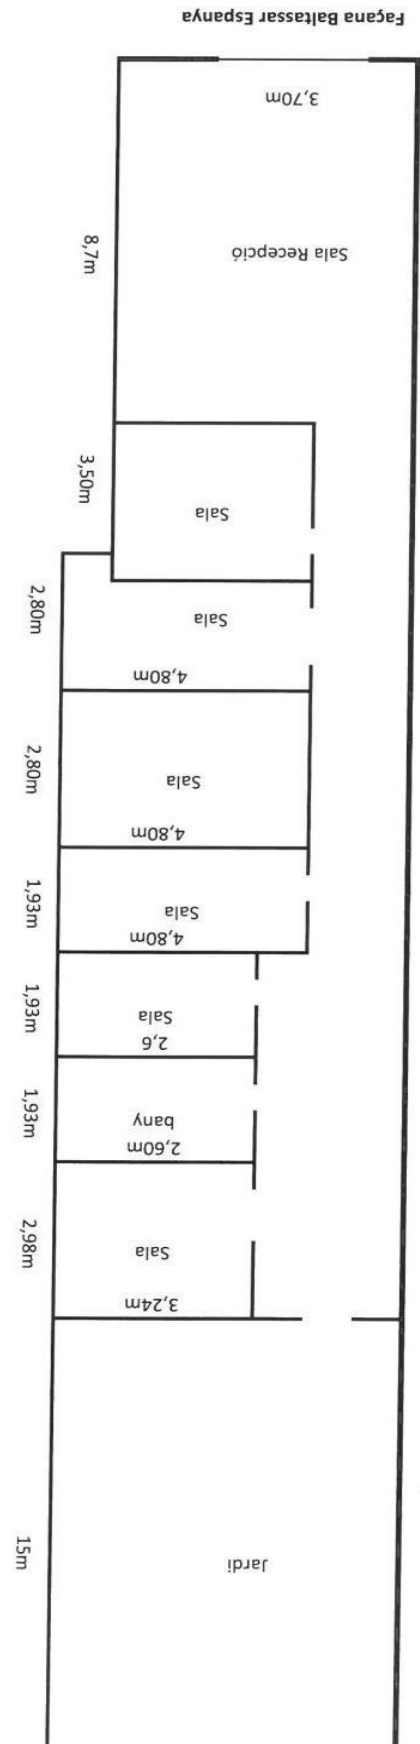 Façana Baltassar Espanya
3,70m
Sala Recepció
8,7m
3,50m
Sala
2,80m
Sala
4,80m
2,80m
Sala
4,80m
1,93m
Sala
4,80m
1,93m
Sala
2,6
1,93m
bany
2,60m
2,98m
Sala
3,24m
15m
Jardi